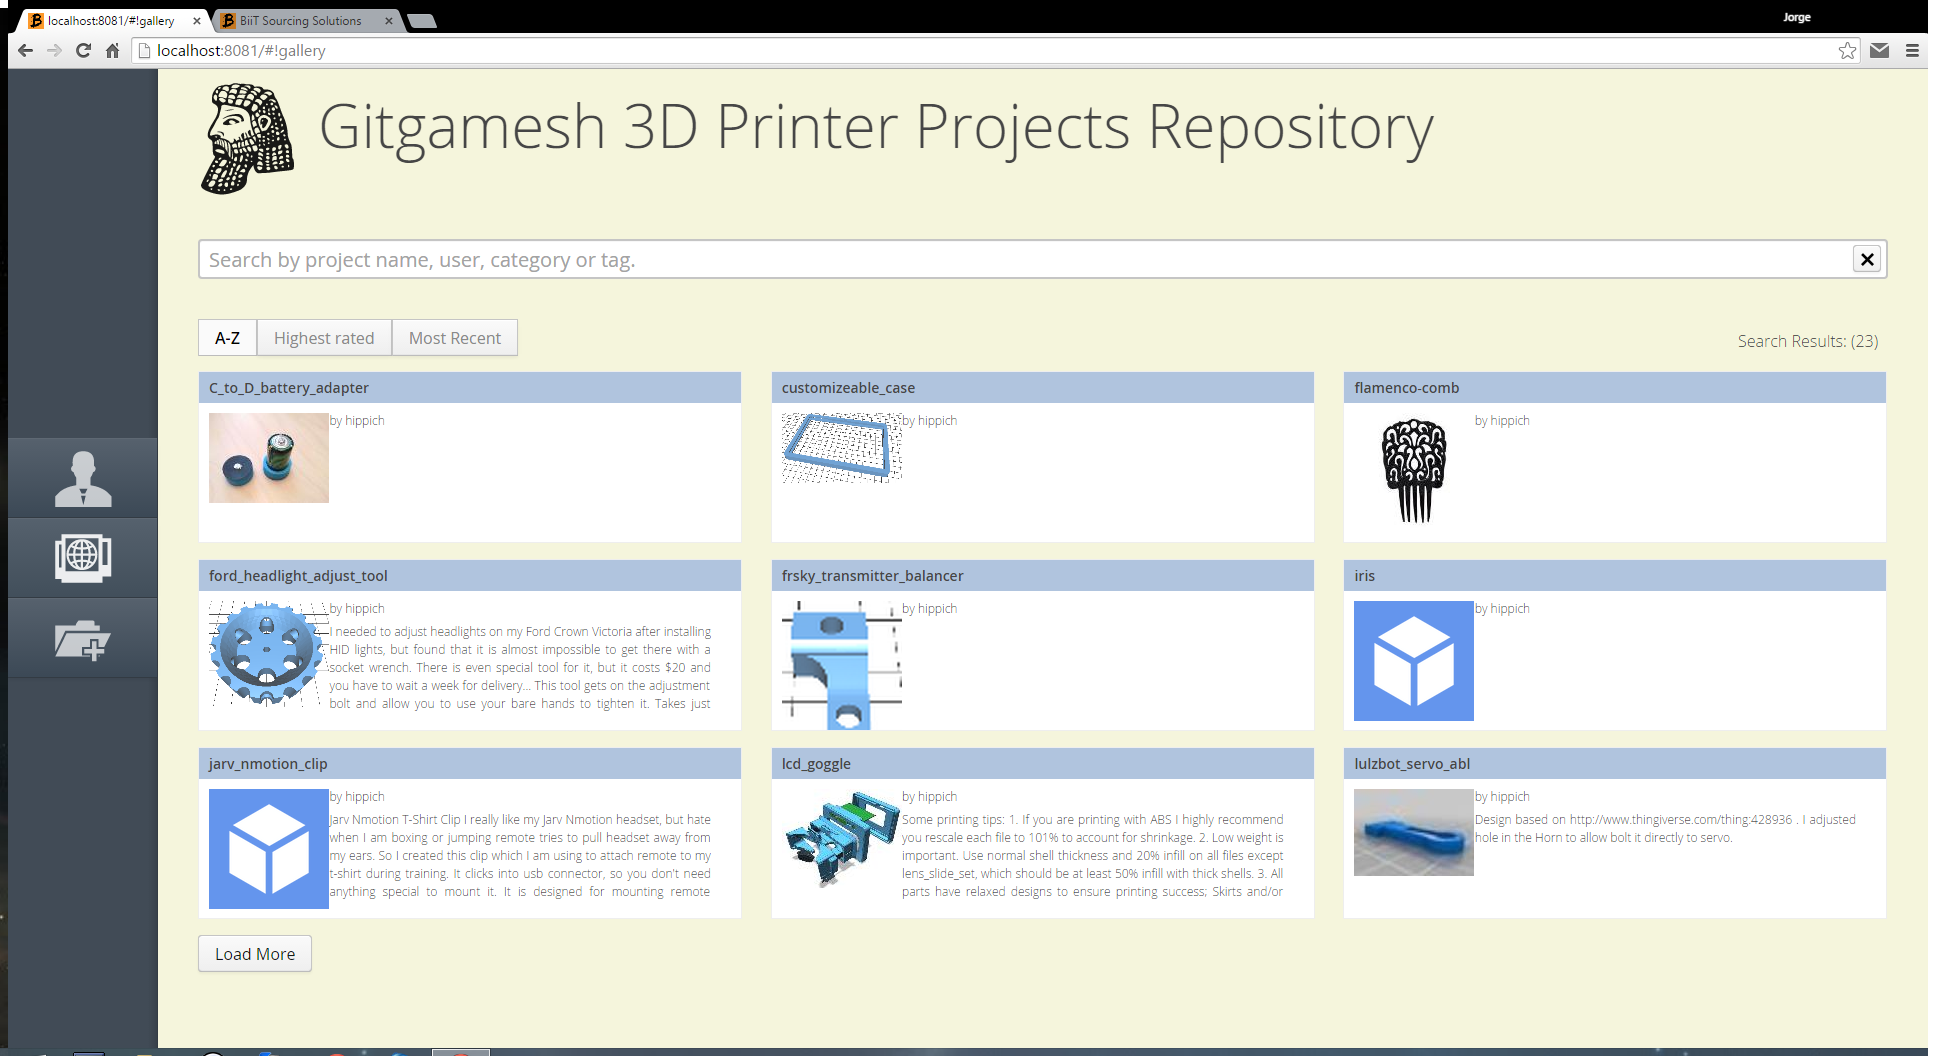 localhost:8081/#!gallery
BiiT Sourcing Solutions
Jorge
localhost:8081/#!gallery
Gitgamesh 3D Printer Projects Repository
Search by project name, user, category or tag.
A-Z
Highest rated
Most Recent
Search Results: (23)
C_to_D_battery_adapter
by hippich
customizeable_case
by hippich
flamenco-comb
by hippich
ford_headlight_adjust_tool
by hippich
I needed to adjust headlights on my Ford Crown Victoria after installing
HID lights, but found that it is almost impossible to get there with a
socket wrench. There is even special tool for it, but it costs $20 and
you have to wait a week for delivery... This tool gets on the adjustment
bolt and allow you to use your bare hands to tighten it. Takes just
frsky_transmitter_balancer
by hippich
iris
by hippich
jarv_nmotion_clip
by hippich
Jarv Nmotion T-Shirt Clip I really like my Jarv Nmotion headset, but hate
when I am boxing or jumping remote tries to pull headset away from
my ears. So I created this clip which I am using to attach remote to my
t-shirt during training. It clicks into usb connector, so you don't need
anything special to mount it. It is designed for mounting remote
lcd_goggle
by hippich
Some printing tips: 1. If you are printing with ABS I highly recommend
you rescale each file to 101% to account for shrinkage. 2. Low weight is
important. Use normal shell thickness and 20% infill on all files except
lens_slide_set, which should be at least 50% infill with thick shells. 3. All
parts have relaxed designs to ensure printing success; Skirts and/or
lulzbot_servo_abl
by hippich
Design based on http://www.thingiverse.com/thing:428936 . I adjusted
hole in the Horn to allow bolt it directly to servo.
Load More